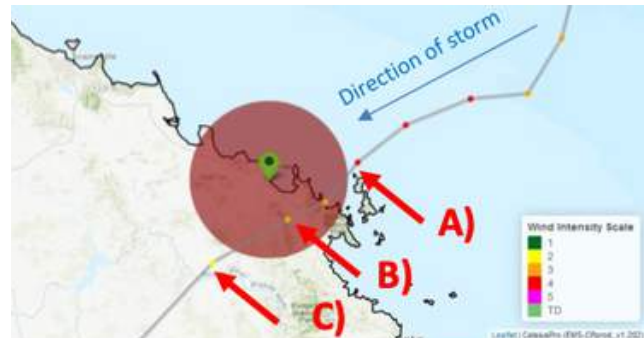 Direction of storm
A)
B)
C)
Wind Intensity Scale
1
2
3
4
5
TD